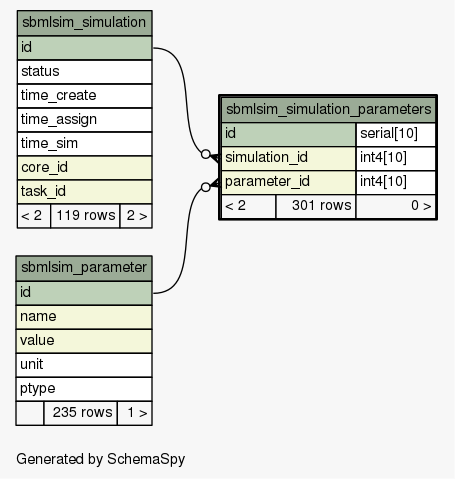 sbmlsim_simulation
id
status
time_create
time_assign
time_sim
core_id
task_id
< 2 119 rows 2 >
sbmlsim_simulation_parameters
id serial[10]
simulation_id int4[10]
parameter_id int4[10]
< 2 301 rows 0 >
sbmlsim_parameter
id
name
value
unit
ptype
235 rows 1 >
Generated by SchemaSpy